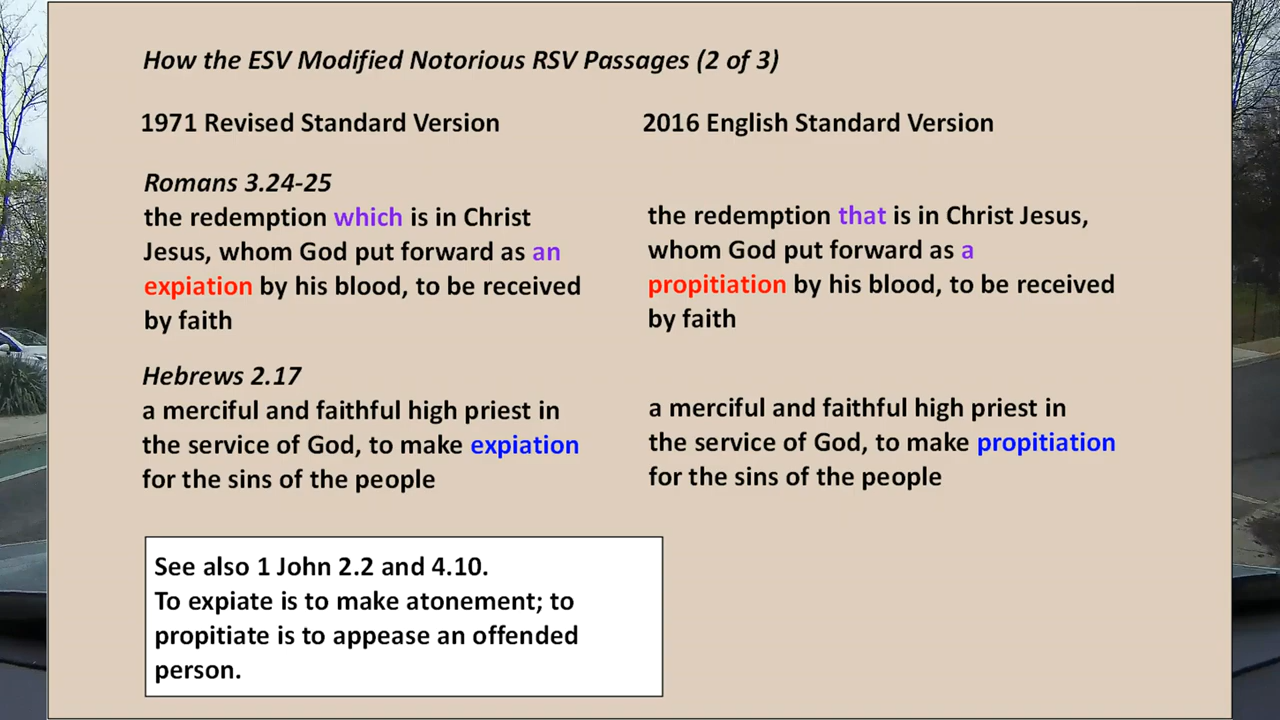 How the ESV Modified Notorious RSV Passages (2 of 3)
1971 Revised Standard Version
2016 English Standard Version
Romans 3.24-25
the redemption which is in Christ
Jesus, whom God put forward as an
expiation by his blood, to be received
by faith
the redemption that is in Christ Jesus,
whom God put forward as a
propitiation by his blood, to be received
by faith
Hebrews 2.17
a merciful and faithful high priest in
the service of God, to make expiation
for the sins of the people
a merciful and faithful high priest in
the service of God, to make propitiation
for the sins of the people
See also 1 John 2.2 and 4.10.
To expiate is to make atonement; to
propitiate is to appease an offended
person.